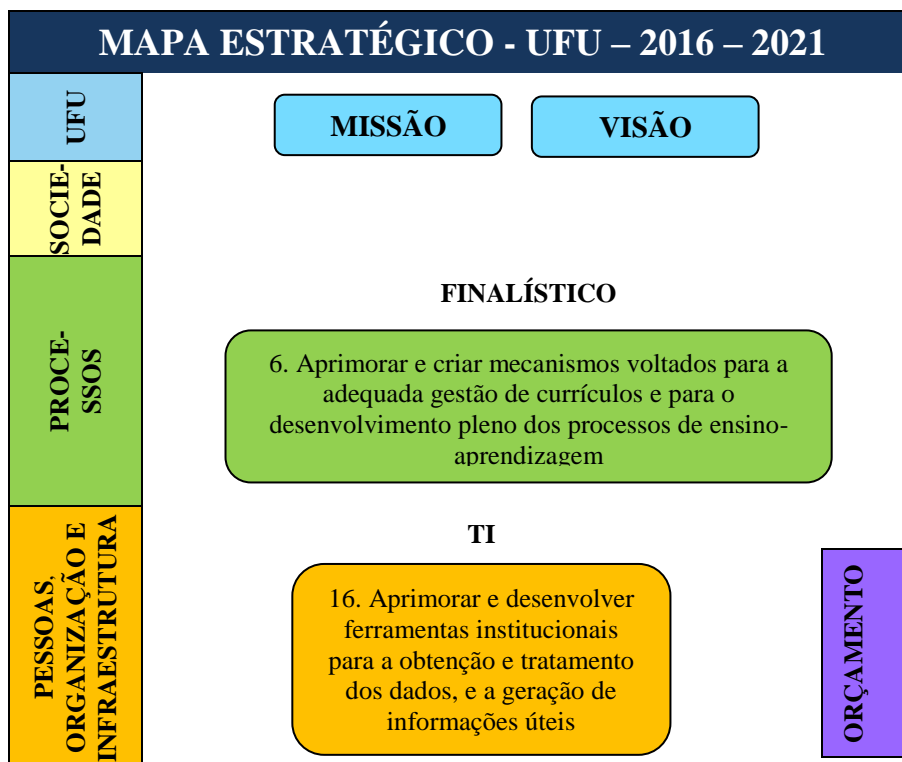 MAPA ESTRATÉGICO - UFU – 2016 – 2021
UFU
MISSÃO
VISÃO
SOCIE-
DADE
PROCE-
SSOS
FINALÍSTICO
6. Aprimorar e criar mecanismos voltados para a
adequada gestão de currículos e para o
desenvolvimento pleno dos processos de ensino-
aprendizagem
PESSOAS,
ORGANIZAÇÃO E
INFRAESTRUTURA
TI
16. Aprimorar e desenvolver
ferramentas institucionais
para a obtenção e tratamento
dos dados, e a geração de
informações úteis
ORÇAMENTO